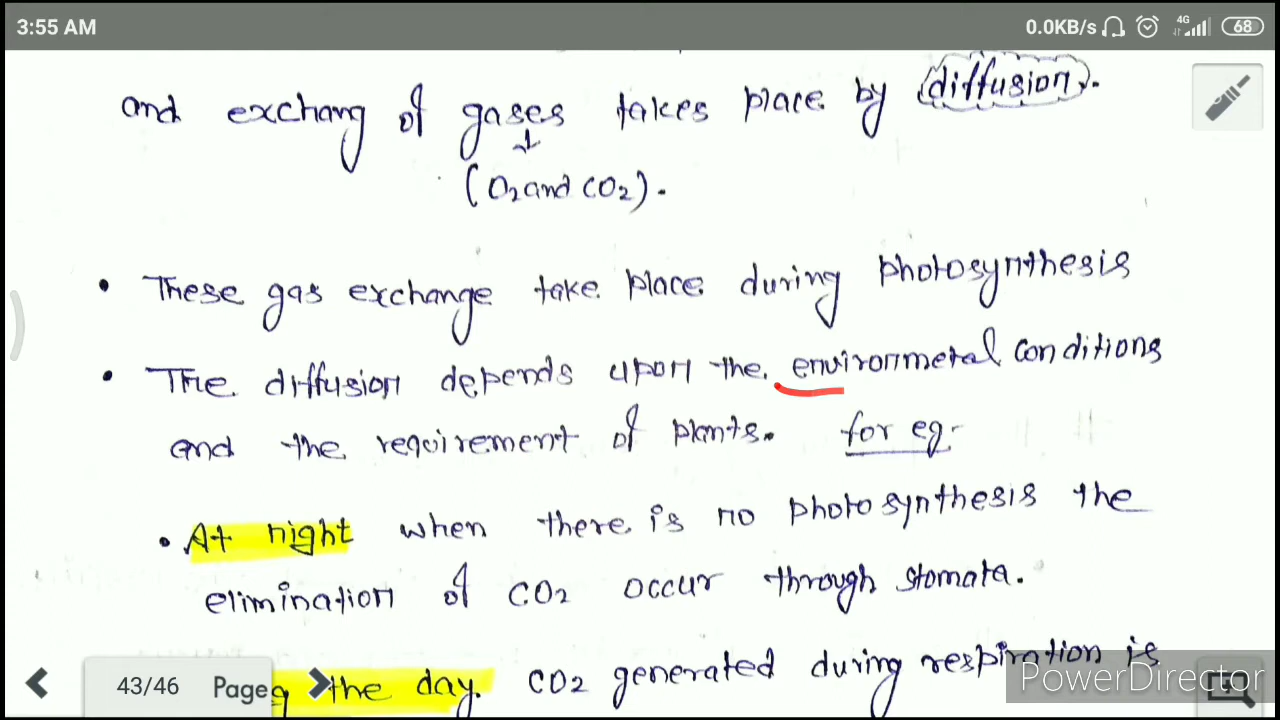 3:55 AM 0.0KB/s 4G 68
and exchang of gases takes place by diffusion.
(O2 and CO2).
• These gas exchange take place during photosynthesis
• The diffusion depends upon the environmetal conditions
and the requirement of plants. for eg-
• At night when there is no photosynthesis the
elimination of CO2 occur through stomata.
the day. CO2 generated during respiration is
43/46 Page
PowerDirector